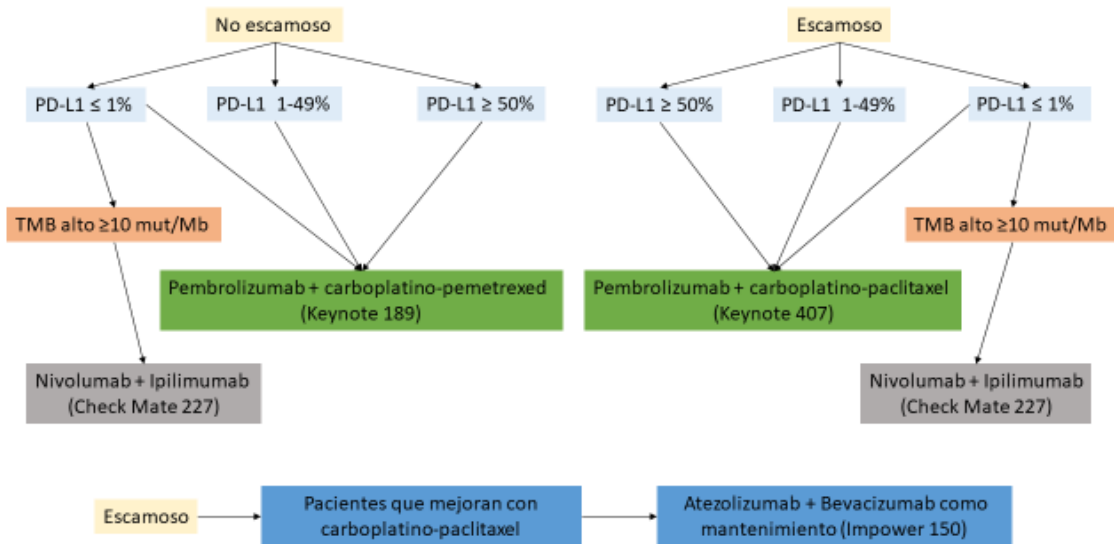 No escamoso
Escamoso
PD-L1 ≤ 1%
PD-L1 1-49%
PD-L1 ≥ 50%
PD-L1 ≥ 50%
PD-L1 1-49%
PD-L1 ≤ 1%
TMB alto ≥10 mut/Mb
TMB alto ≥10 mut/Mb
Pembrolizumab + carboplatino-pemetrexed
(Keynote 189)
Pembrolizumab + carboplatino-paclitaxel
(Keynote 407)
Nivolumab + Ipilimumab
(Check Mate 227)
Nivolumab + Ipilimumab
(Check Mate 227)
Escamoso
Pacientes que mejoran con
carboplatino-paclitaxel
Atezolizumab + Bevacizumab como
mantenimiento (Impower 150)